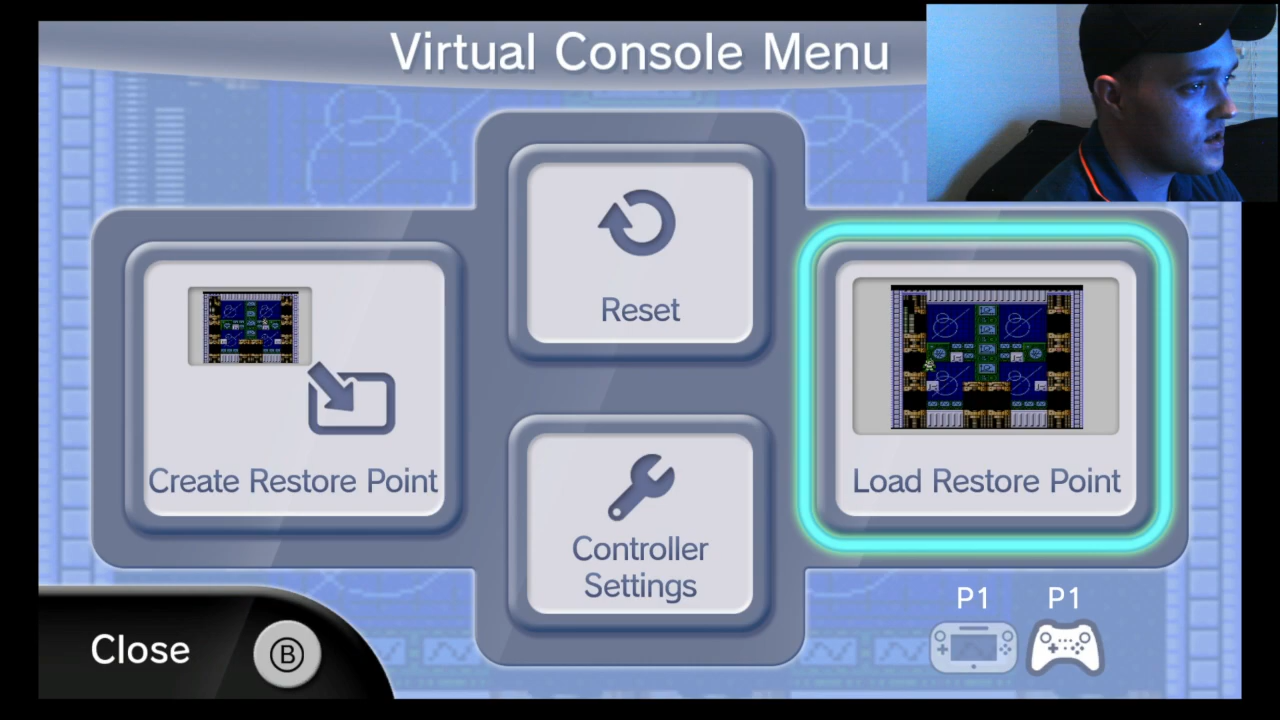 Virtual Console Menu
Reset
Create Restore Point
Load Restore Point
Controller
Settings
P1 P1
Close B